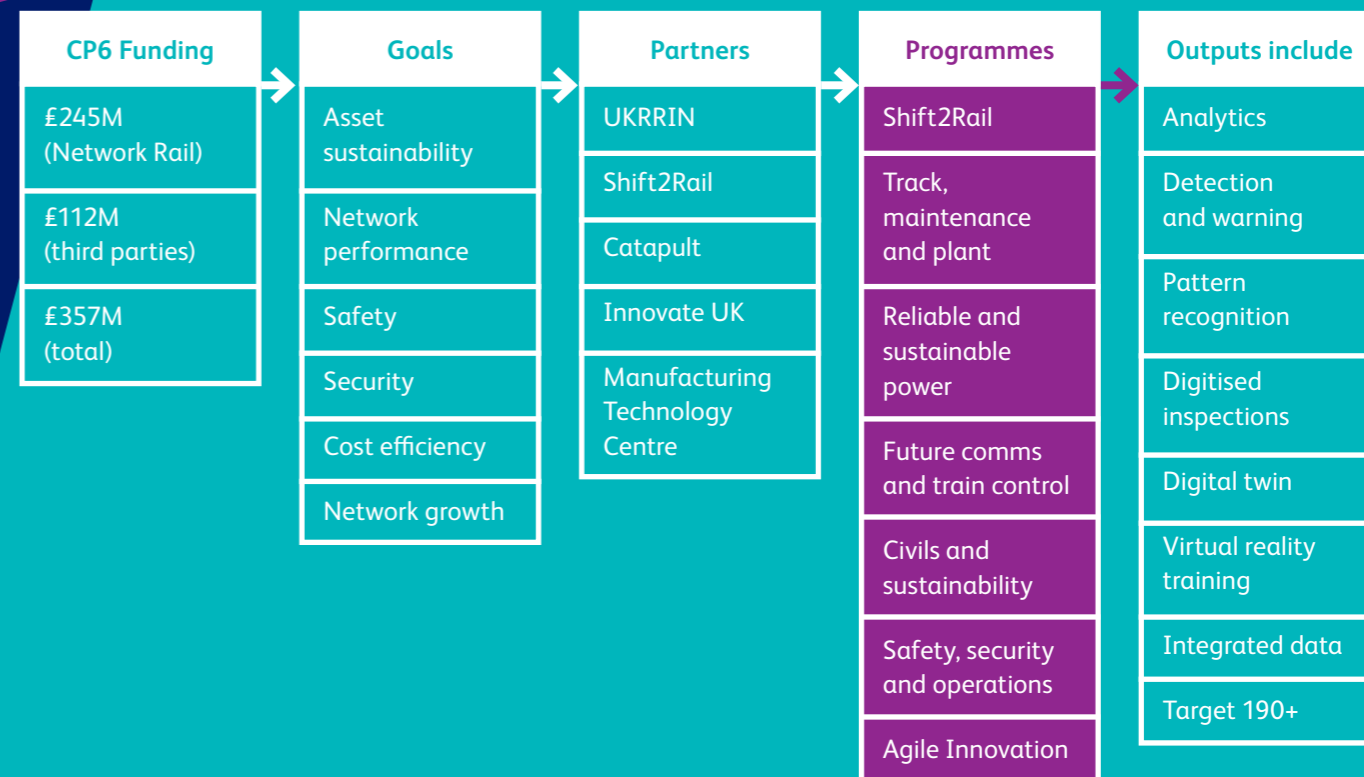 CP6 Funding
£245M
(Network Rail)
£112M
(third parties)
£357M
(total)
Goals
Asset
sustainability
Network
performance
Safety
Security
Cost efficiency
Network growth
Partners
UKRRIN
Shift2Rail
Catapult
Innovate UK
Manufacturing
Technology
Centre
Programmes
Shift2Rail
Track,
maintenance
and plant
Reliable and
sustainable
power
Future comms
and train control
Civils and
sustainability
Safety, security
and operations
Agile Innovation
Outputs include
Analytics
Detection
and warning
Pattern
recognition
Digitised
inspections
Digital twin
Virtual reality
training
Integrated data
Target 190+